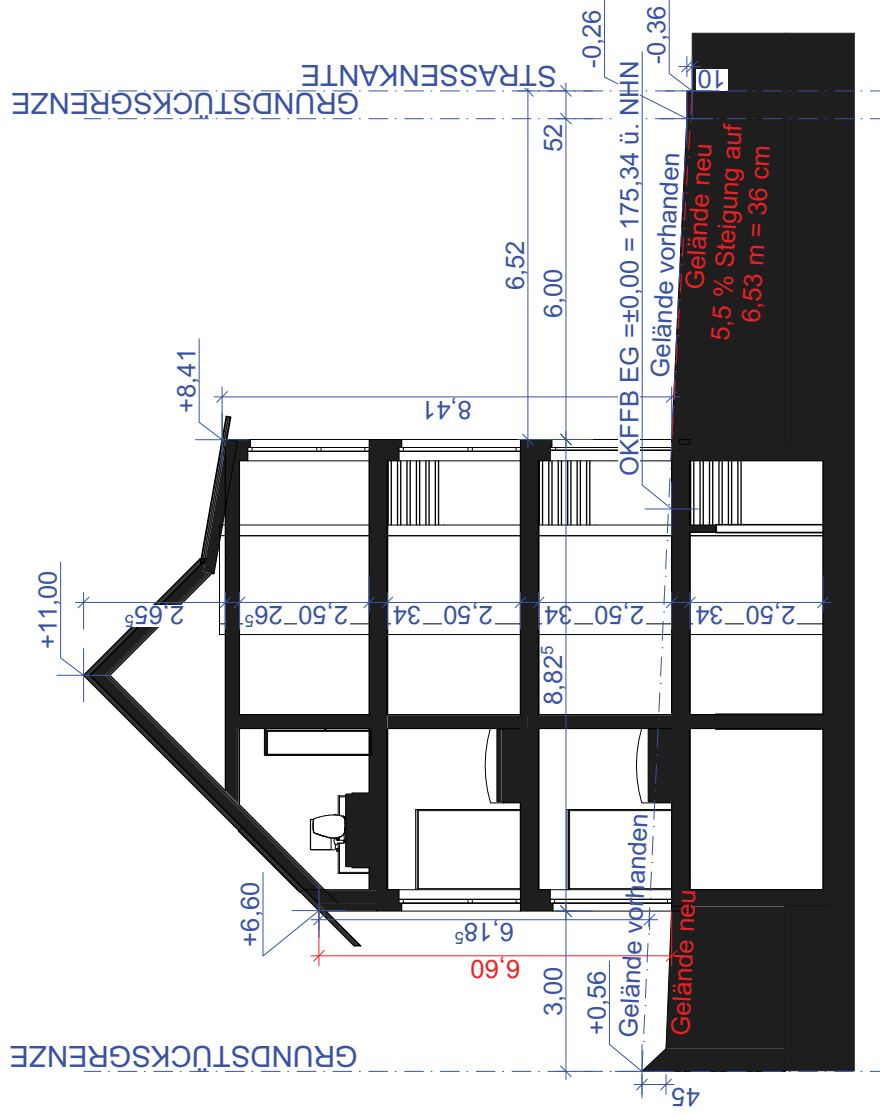 GRUNDSTÜCKSGRENZE
STRASSENKANTE
-0,26
-0,36
10
+11,00
+8,41
8,41
6,52
52
6,00
OKFFB EG =±0,00 = 175,34 ü. NHN
Gelände vorhanden
Gelände neu
5,5 % Steigung auf
6,53 m = 36 cm
2,65⁵
26⁵
2,50
34
2,50
34
2,50
34
2,50
8,82⁵
+6,60
6,18⁵
6,60
3,00
+0,56
Gelände vorhanden
Gelände neu
GRUNDSTÜCKSGRENZE
45